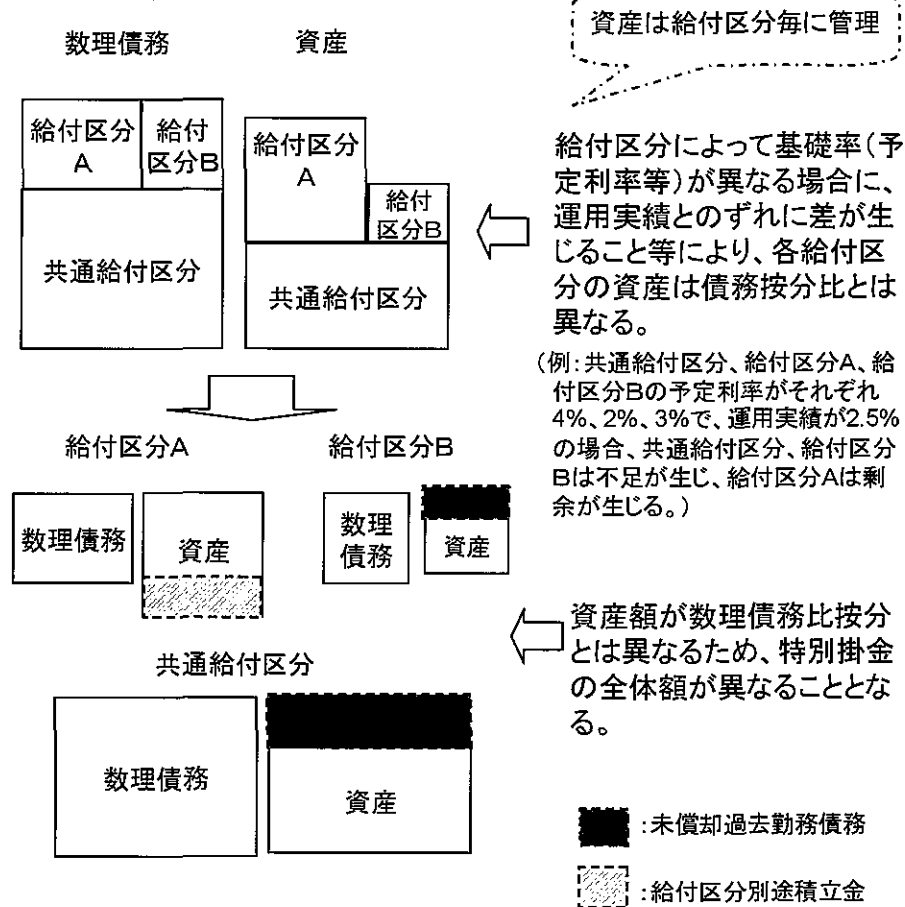 資産は給付区分毎に管理
数理債務
資産
給付区分
A
給付
区分B
共通給付区分
給付区分
A
給付
区分B
共通給付区分
給付区分によって基礎率(予
定利率等)が異なる場合に、
運用実績とのずれに差が生
じること等により、各給付区
分の資産は債務按分比とは
異なる。
(例:共通給付区分、給付区分A、給
付区分Bの予定利率がそれぞれ
4%、2%、3%で、運用実績が2.5%
の場合、共通給付区分、給付区分
Bは不足が生じ、給付区分Aは剰
余が生じる。)
給付区分A
数理債務
資産
給付区分B
数理
債務
資産
資産額が数理債務比按分
とは異なるため、特別掛金
の全体額が異なることとな
る。
共通給付区分
数理債務
資産
:未償却過去勤務債務
:給付区分別途積立金